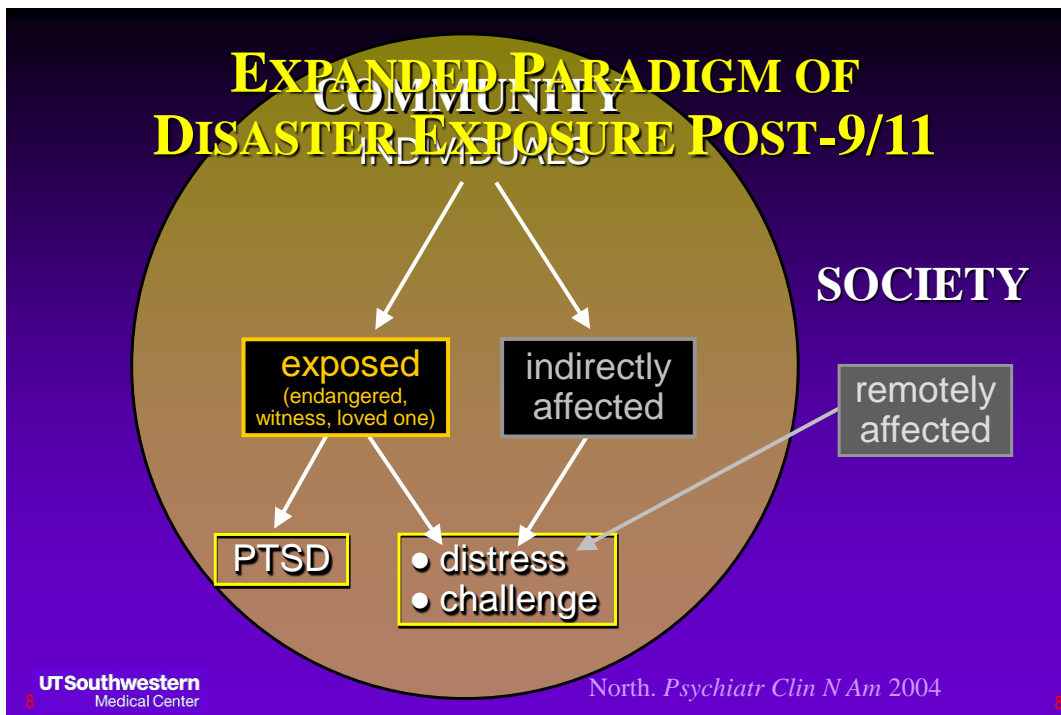 EXPANDED PARADIGM OF
DISASTER EXPOSURE POST-9/11
COMMUNITY
INDIVIDUALS
SOCIETY
exposed
(endangered,
witness, loved one)
indirectly
affected
remotely
affected
PTSD
● distress
● challenge
UTSouthwestern
Medical Center
North. Psychiatr Clin N Am 2004
8
8